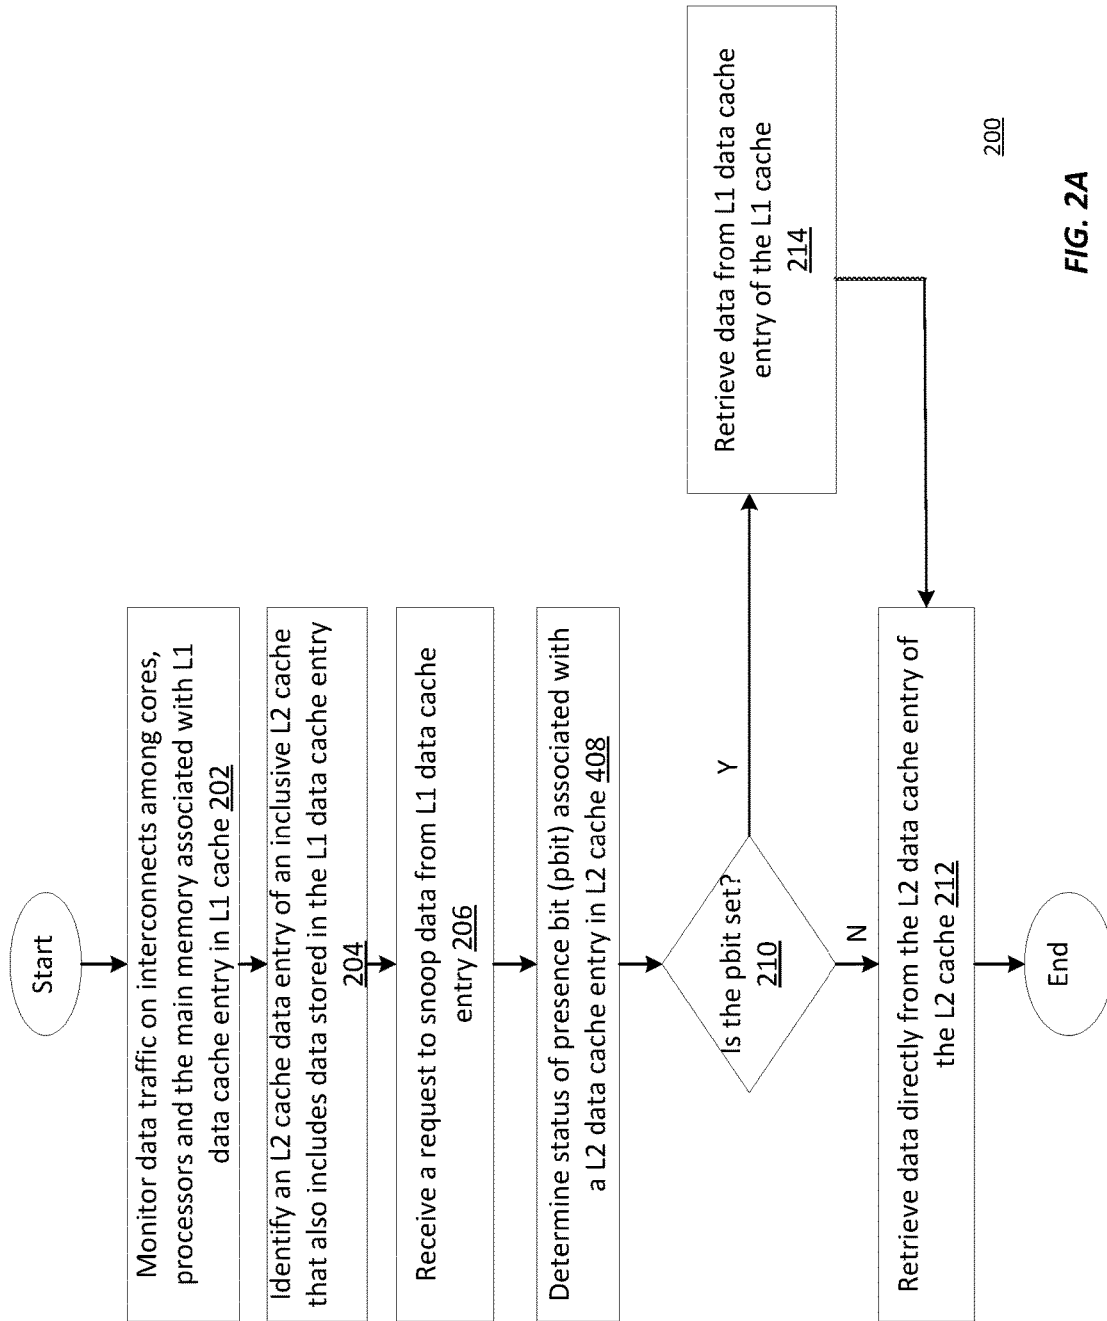 Start
Monitor data traffic on interconnects among cores,
processors and the main memory associated with L1
data cache entry in L1 cache 202
Identify an L2 cache data entry of an inclusive L2 cache
that also includes data stored in the L1 data cache entry
204
Receive a request to snoop data from L1 data cache
entry 206
Determine status of presence bit (pbit) associated with
a L2 data cache entry in L2 cache 408
Is the pbit set?
210
Y
N
Retrieve data from L1 data cache
entry of the L1 cache
214
Retrieve data directly from the L2 data cache entry of
the L2 cache 212
End
200
FIG. 2A